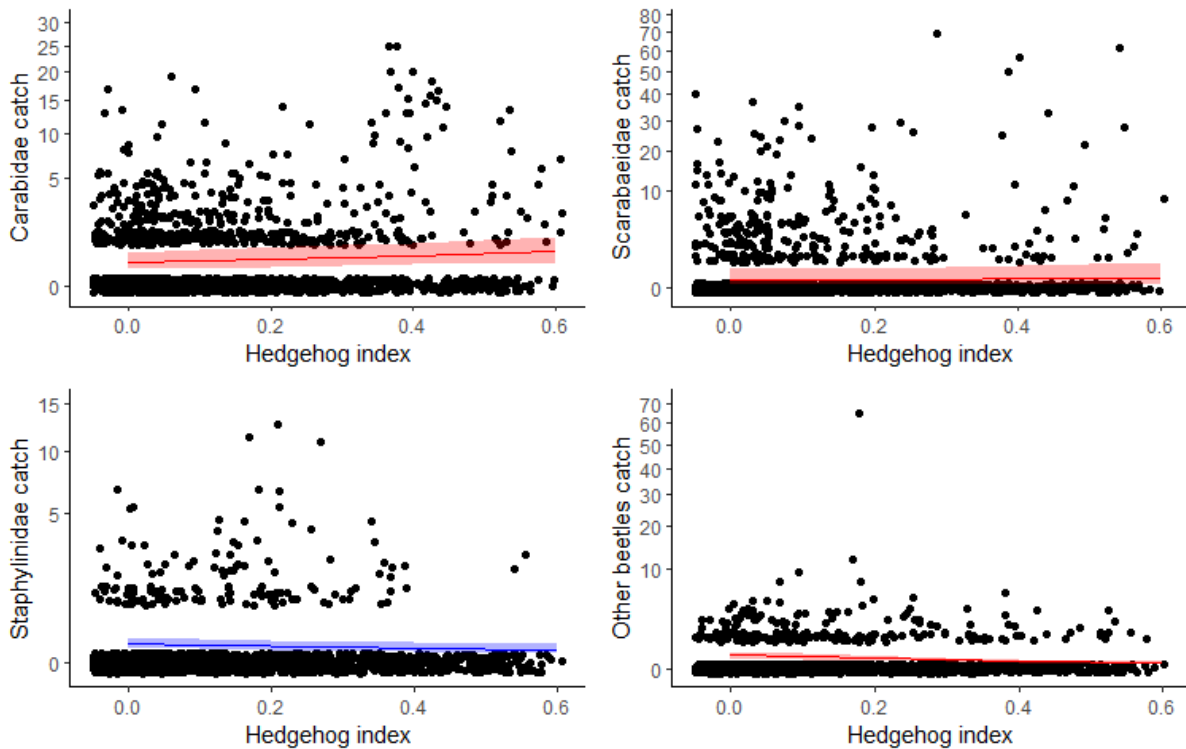 Carabidae catch
30
25
20
15
10
5
0
0.0 0.2 0.4 0.6
Hedgehog index
Scarabaeidae catch
80
70
60
50
40
30
20
10
0
0.0 0.2 0.4 0.6
Hedgehog index
Staphylinidae catch
15
10
5
0
0.0 0.2 0.4 0.6
Hedgehog index
Other beetles catch
70
60
50
40
30
20
10
0
0.0 0.2 0.4 0.6
Hedgehog index